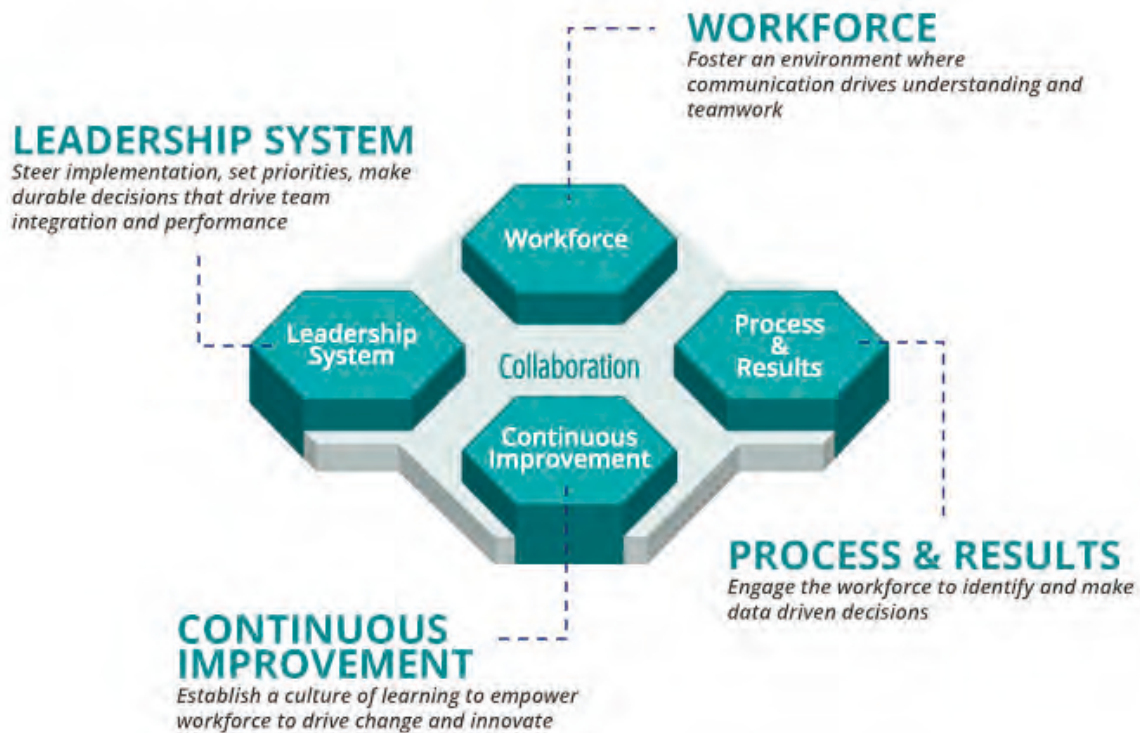 WORKFORCE
Foster an environment where
communication drives understanding and
teamwork
LEADERSHIP SYSTEM
Steer implementation, set priorities, make
durable decisions that drive team
integration and performance
Workforce
Leadership
System
Process
&
Results
Collaboration
Continuous
Improvement
PROCESS & RESULTS
Engage the workforce to identify and make
data driven decisions
CONTINUOUS
IMPROVEMENT
Establish a culture of learning to empower
workforce to drive change and innovate